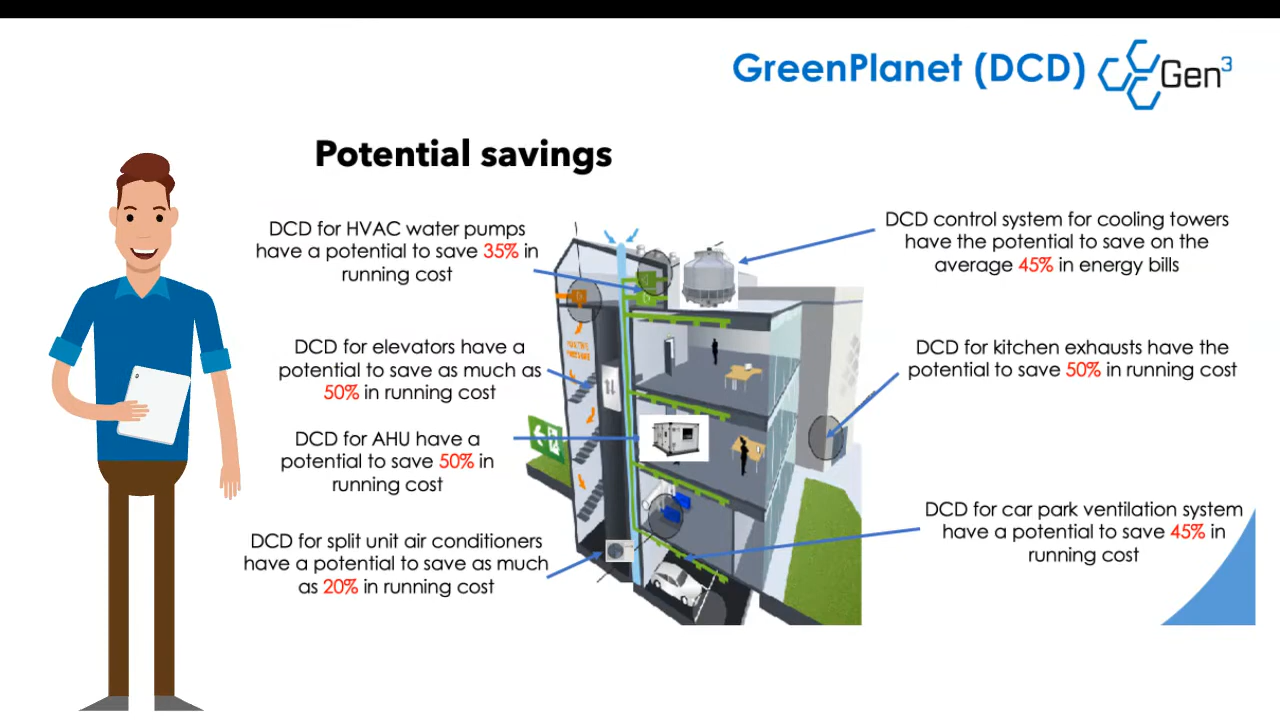 GreenPlanet (DCD)
Gen³
Potential savings
DCD for HVAC water pumps
have a potential to save 35% in
running cost
DCD for elevators have a
potential to save as much as
50% in running cost
DCD for AHU have a
potential to save 50% in
running cost
DCD for split unit air conditioners
have a potential to save as much
as 20% in running cost
DCD control system for cooling towers
have the potential to save on the
average 45% in energy bills
DCD for kitchen exhausts have the
potential to save 50% in running cost
DCD for car park ventilation system
have a potential to save 45% in
running cost